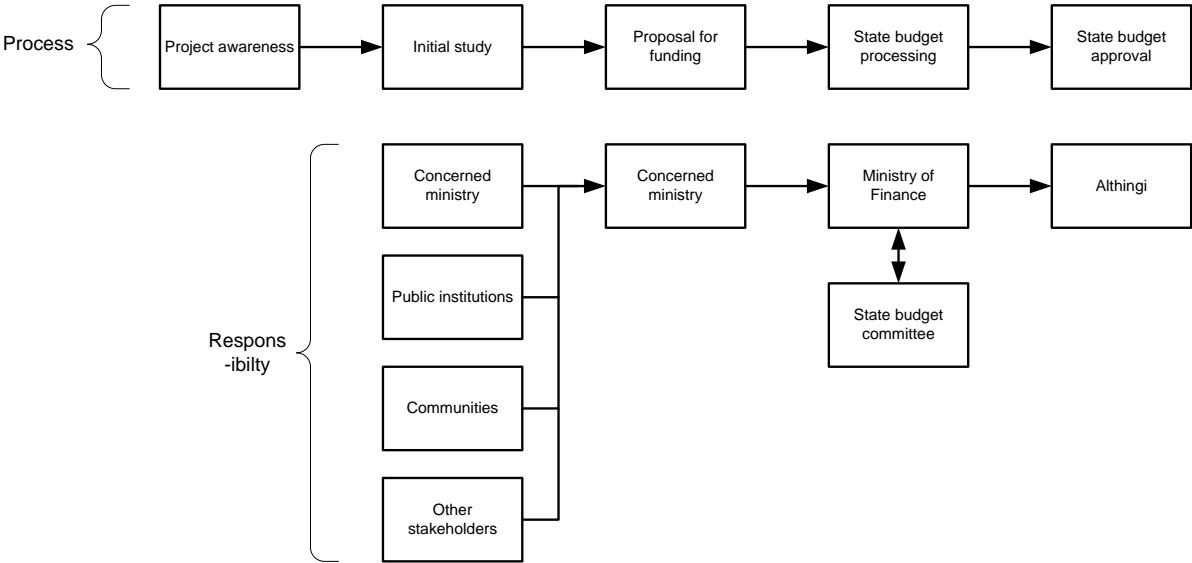 Process
Project awareness
Initial study
Proposal for
funding
State budget
processing
State budget
approval
Respons
-ibilty
Concerned
ministry
Concerned
ministry
Ministry of
Finance
Althingi
Public institutions
State budget
committee
Communities
Other
stakeholders